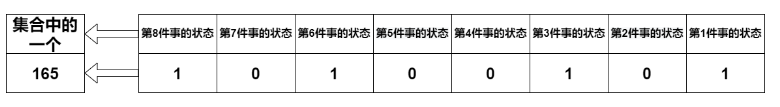 集合中的
一个
第8件事的状态 第7件事的状态 第6件事的状态 第5件事的状态 第4件事的状态 第3件事的状态 第2件事的状态 第1件事的状态
165 1 0 1 0 0 1 0 1